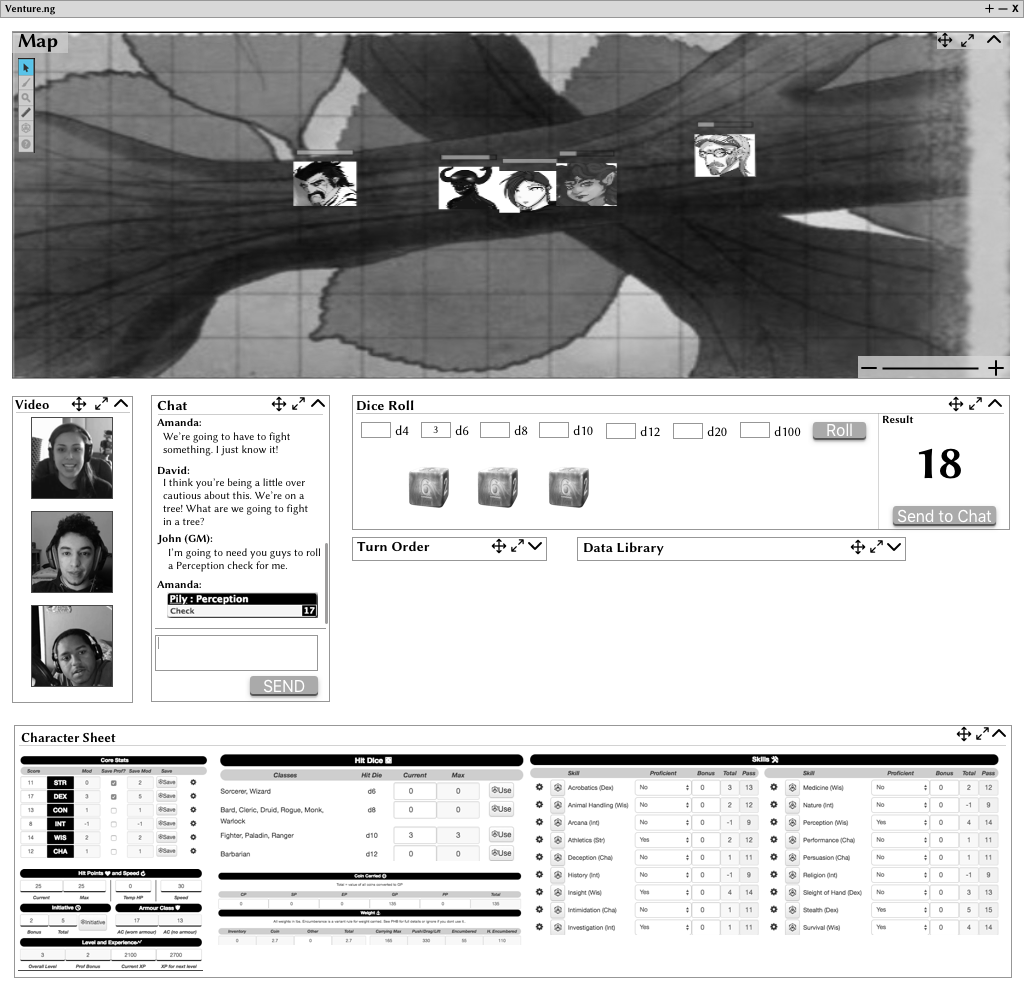 Venture.ng
+ − X
Map
Video
Chat
Amanda:
We're going to have to fight
something. I just know it!
David:
I think you're being a little over
cautious about this. We're on a
tree! What are we going to fight
in a tree?
John (GM):
I'm going to need you guys to roll
a Perception check for me.
Amanda:
Pily : Perception
Check 17
SEND
Dice Roll
d4 3 d6 d8 d10 d12 d20 d100 Roll
Result
18
Send to Chat
Turn Order
Data Library
Character Sheet
Core Stats
Score Mod Save Prof? Save Mod Save
11 STR 0 2 Save
17 DEX 3 5 Save
13 CON 1 1 Save
8 INT -1 -1 Save
14 WIS 2 2 Save
12 CHA 1 1 Save
Hit Points and Speed
25 25 0 30
Current Max Temp HP Speed
Initiative Armour Class
2 5 Initiative 17 13
Bonus Total AC (worn armour) AC (no armour)
Level and Experience
3 2 2100 2700
Overall Level Prof Bonus Current XP XP for next level
Hit Dice
Classes Hit Die Current Max
Sorcerer, Wizard d6 0 0 Use
Bard, Cleric, Druid, Rogue, Monk,
Warlock d8 0 0 Use
Fighter, Paladin, Ranger d10 3 3 Use
Barbarian d12 0 0 Use
Coin Carried
Total = value of all coins converted to GP
CP SP EP GP PP Total
0 0 0 135 0 135
Weight
All weights in lbs. Encumberance is a variant rule for weight carried. See PHB for full details or ignore if you don't use it.
Inventory Coin Other Total Carrying Max Push/Drag/Lift Encumbered H. Encumbered
0 2.7 0 2.7 165 330 55 110
Skills
Skill Proficient Bonus Total Pass
Acrobatics (Dex) No 0 3 13
Animal Handling (Wis) No 0 2 12
Arcana (Int) No 0 -1 9
Athletics (Str) Yes 0 2 12
Deception (Cha) No 0 1 11
History (Int) No 0 -1 9
Insight (Wis) Yes 0 4 14
Intimidation (Cha) No 0 1 11
Investigation (Int) Yes 0 1 11
Skill Proficient Bonus Total Pass
Medicine (Wis) No 0 2 12
Nature (Int) No 0 -1 9
Perception (Wis) Yes 0 4 14
Performance (Cha) No 0 1 11
Persuasion (Cha) No 0 1 11
Religion (Int) No 0 -1 9
Sleight of Hand (Dex) No 0 3 13
Stealth (Dex) Yes 0 5 15
Survival (Wis) Yes 0 4 14